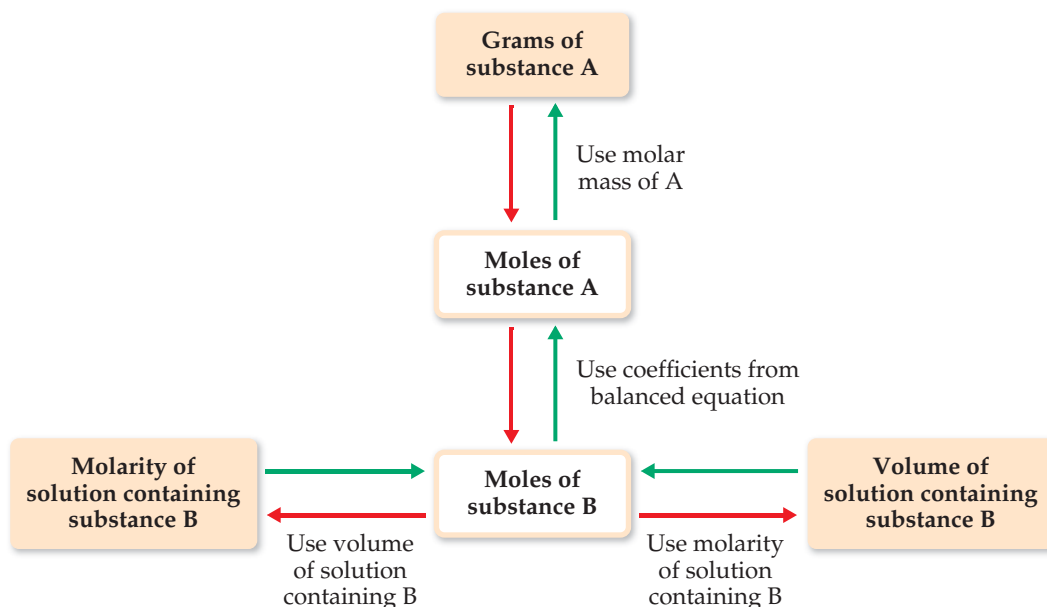 Grams of
substance A
Use molar
mass of A
Moles of
substance A
Use coefficients from
balanced equation
Molarity of
solution containing
substance B
Moles of
substance B
Volume of
solution containing
substance B
Use volume
of solution
containing B
Use molarity
of solution
containing B